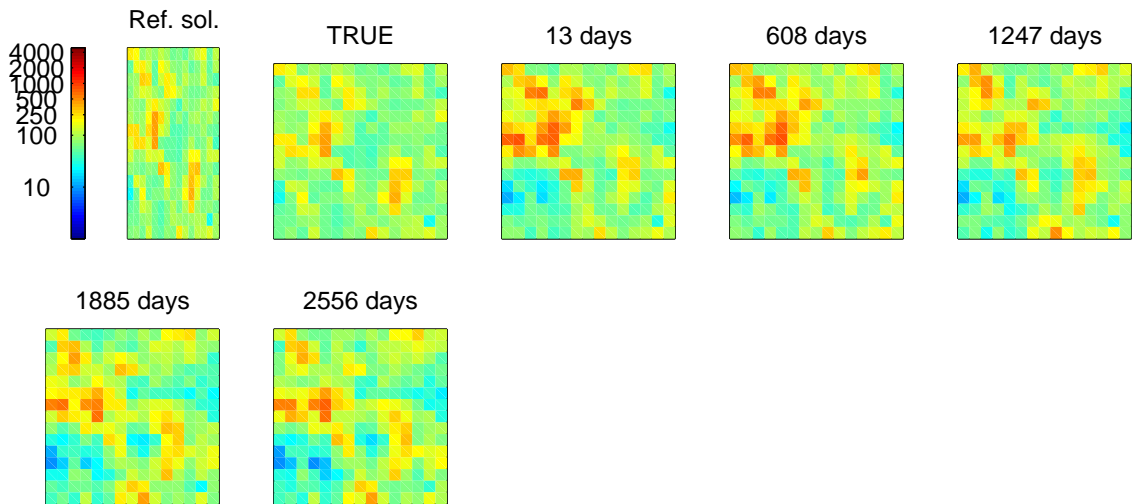 Ref. sol.
TRUE
13 days
608 days
1247 days
4000
2000
1000
500
250
100
10
1885 days
2556 days